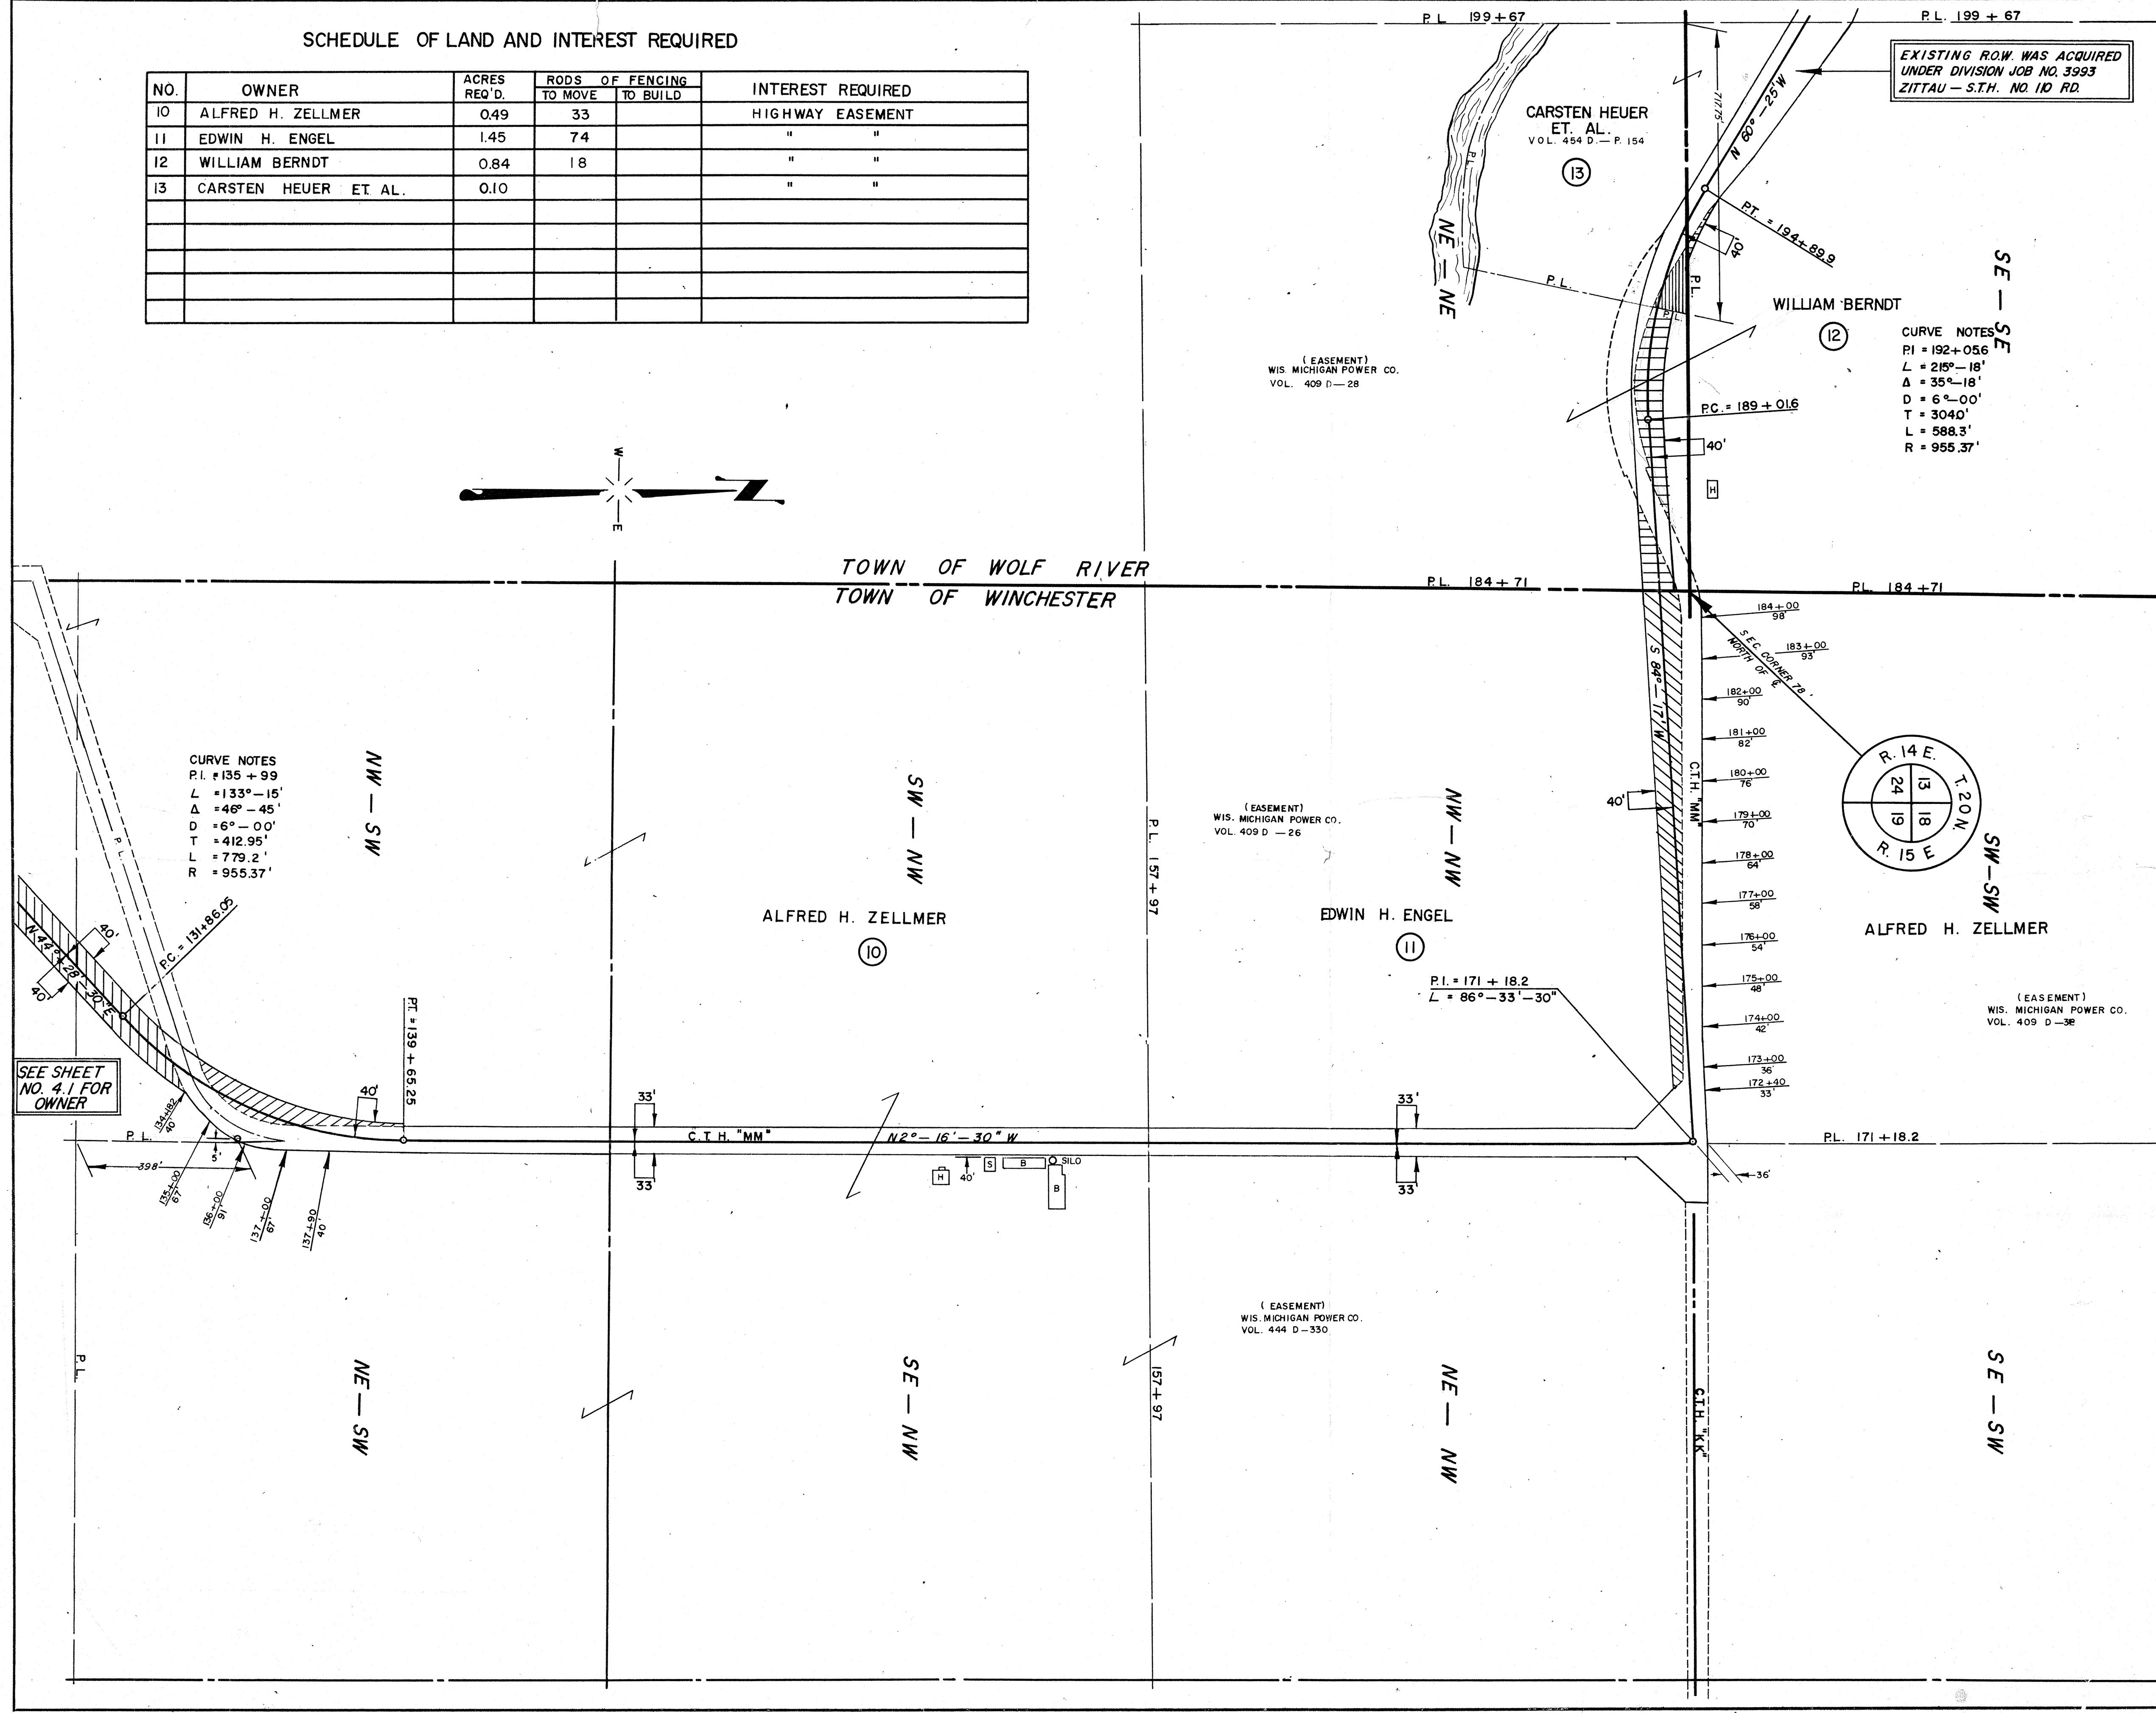 SCHEDULE OF LAND AND INTEREST REQUIRED
NO. OWNER ACRES REQ'D. RODS OF FENCING TO MOVE TO BUILD INTEREST REQUIRED
10 ALFRED H. ZELLMER 0.49 33 HIGHWAY EASEMENT
11 EDWIN H. ENGEL 1.45 74 " "
12 WILLIAM BERNDT 0.84 18 " "
13 CARSTEN HEUER ET. AL. 0.10 " "
P.L. 199+67
P.L. 199 + 67
EXISTING R.O.W. WAS ACQUIRED
UNDER DIVISION JOB NO. 3993
ZITTAU — S.T.H. NO. 110 RD.
CARSTEN HEUER
ET. AL.
VOL. 454 D.— P. 154
13
P.L.
717.75'
N 60° —25' W
P.T. = 194+89.9
40'
NE — NE
P.L.
P.L.
P.L.
SE — SE
WILLIAM BERNDT
12
CURVE NOTES
P.I = 192+05.6
L = 215°—18'
Δ = 35°—18'
D = 6°—00'
T = 304.0'
L = 588.3'
R = 955.37'
(EASEMENT)
WIS. MICHIGAN POWER CO.
VOL. 409 D—28
P.C. = 189 + 01.6
40'
H
W
N
E
TOWN OF WOLF RIVER
TOWN OF WINCHESTER
P.L. 184+71
P.L. 184+71
184+00
98'
183+00
93'
182+00
90'
181+00
82'
180+00
76'
179+00
70'
178+00
64'
177+00
58'
176+00
54'
175+00
48'
174+00
42'
173+00
36'
172+40
33'
SEC. CORNER 78'
NORTH OF ℄
S 84° — 17' W
C.T.H. "MM"
40'
R. 14 E.
T. 20 N.
R. 15 E
24 13
19 18
SW—SW
ALFRED H. ZELLMER
(EASEMENT)
WIS. MICHIGAN POWER CO.
CURVE NOTES
P.I. = 135 + 99
L = 133°—15'
Δ = 46° — 45'
D = 6° — 00'
T = 412.95'
L = 779.2'
R = 955.37'
P.L.
NW — SW
SW — NW
ALFRED H. ZELLMER
10
P.L. 157+97
(EASEMENT)
WIS. MICHIGAN POWER CO.
VOL. 409 D —26
NW—NW
EDWIN H. ENGEL
11
P.I. = 171 + 18.2
L = 86°—33'—30"
P.C. = 131+86.05
40'
40'
N 44° — 28' — 30" E
SEE SHEET
NO. 4.1 FOR
OWNER
P.T. = 139 + 65.25
40'
P.L.
398'
5'
40'
135+00
67'
136+00
91'
137+00
67'
137+90
40'
33'
33'
C.T.H. "MM"
N 2° — 16' — 30" W
H
40'
S
B
SILO
B
33'
33'
P.L. 171 + 18.2
36'
(EASEMENT)
WIS. MICHIGAN POWER CO.
VOL. 444 D—330
P.L.
NE — SW
SE — NW
157+97
NE — NW
C.T.H. "KK"
SE — SW